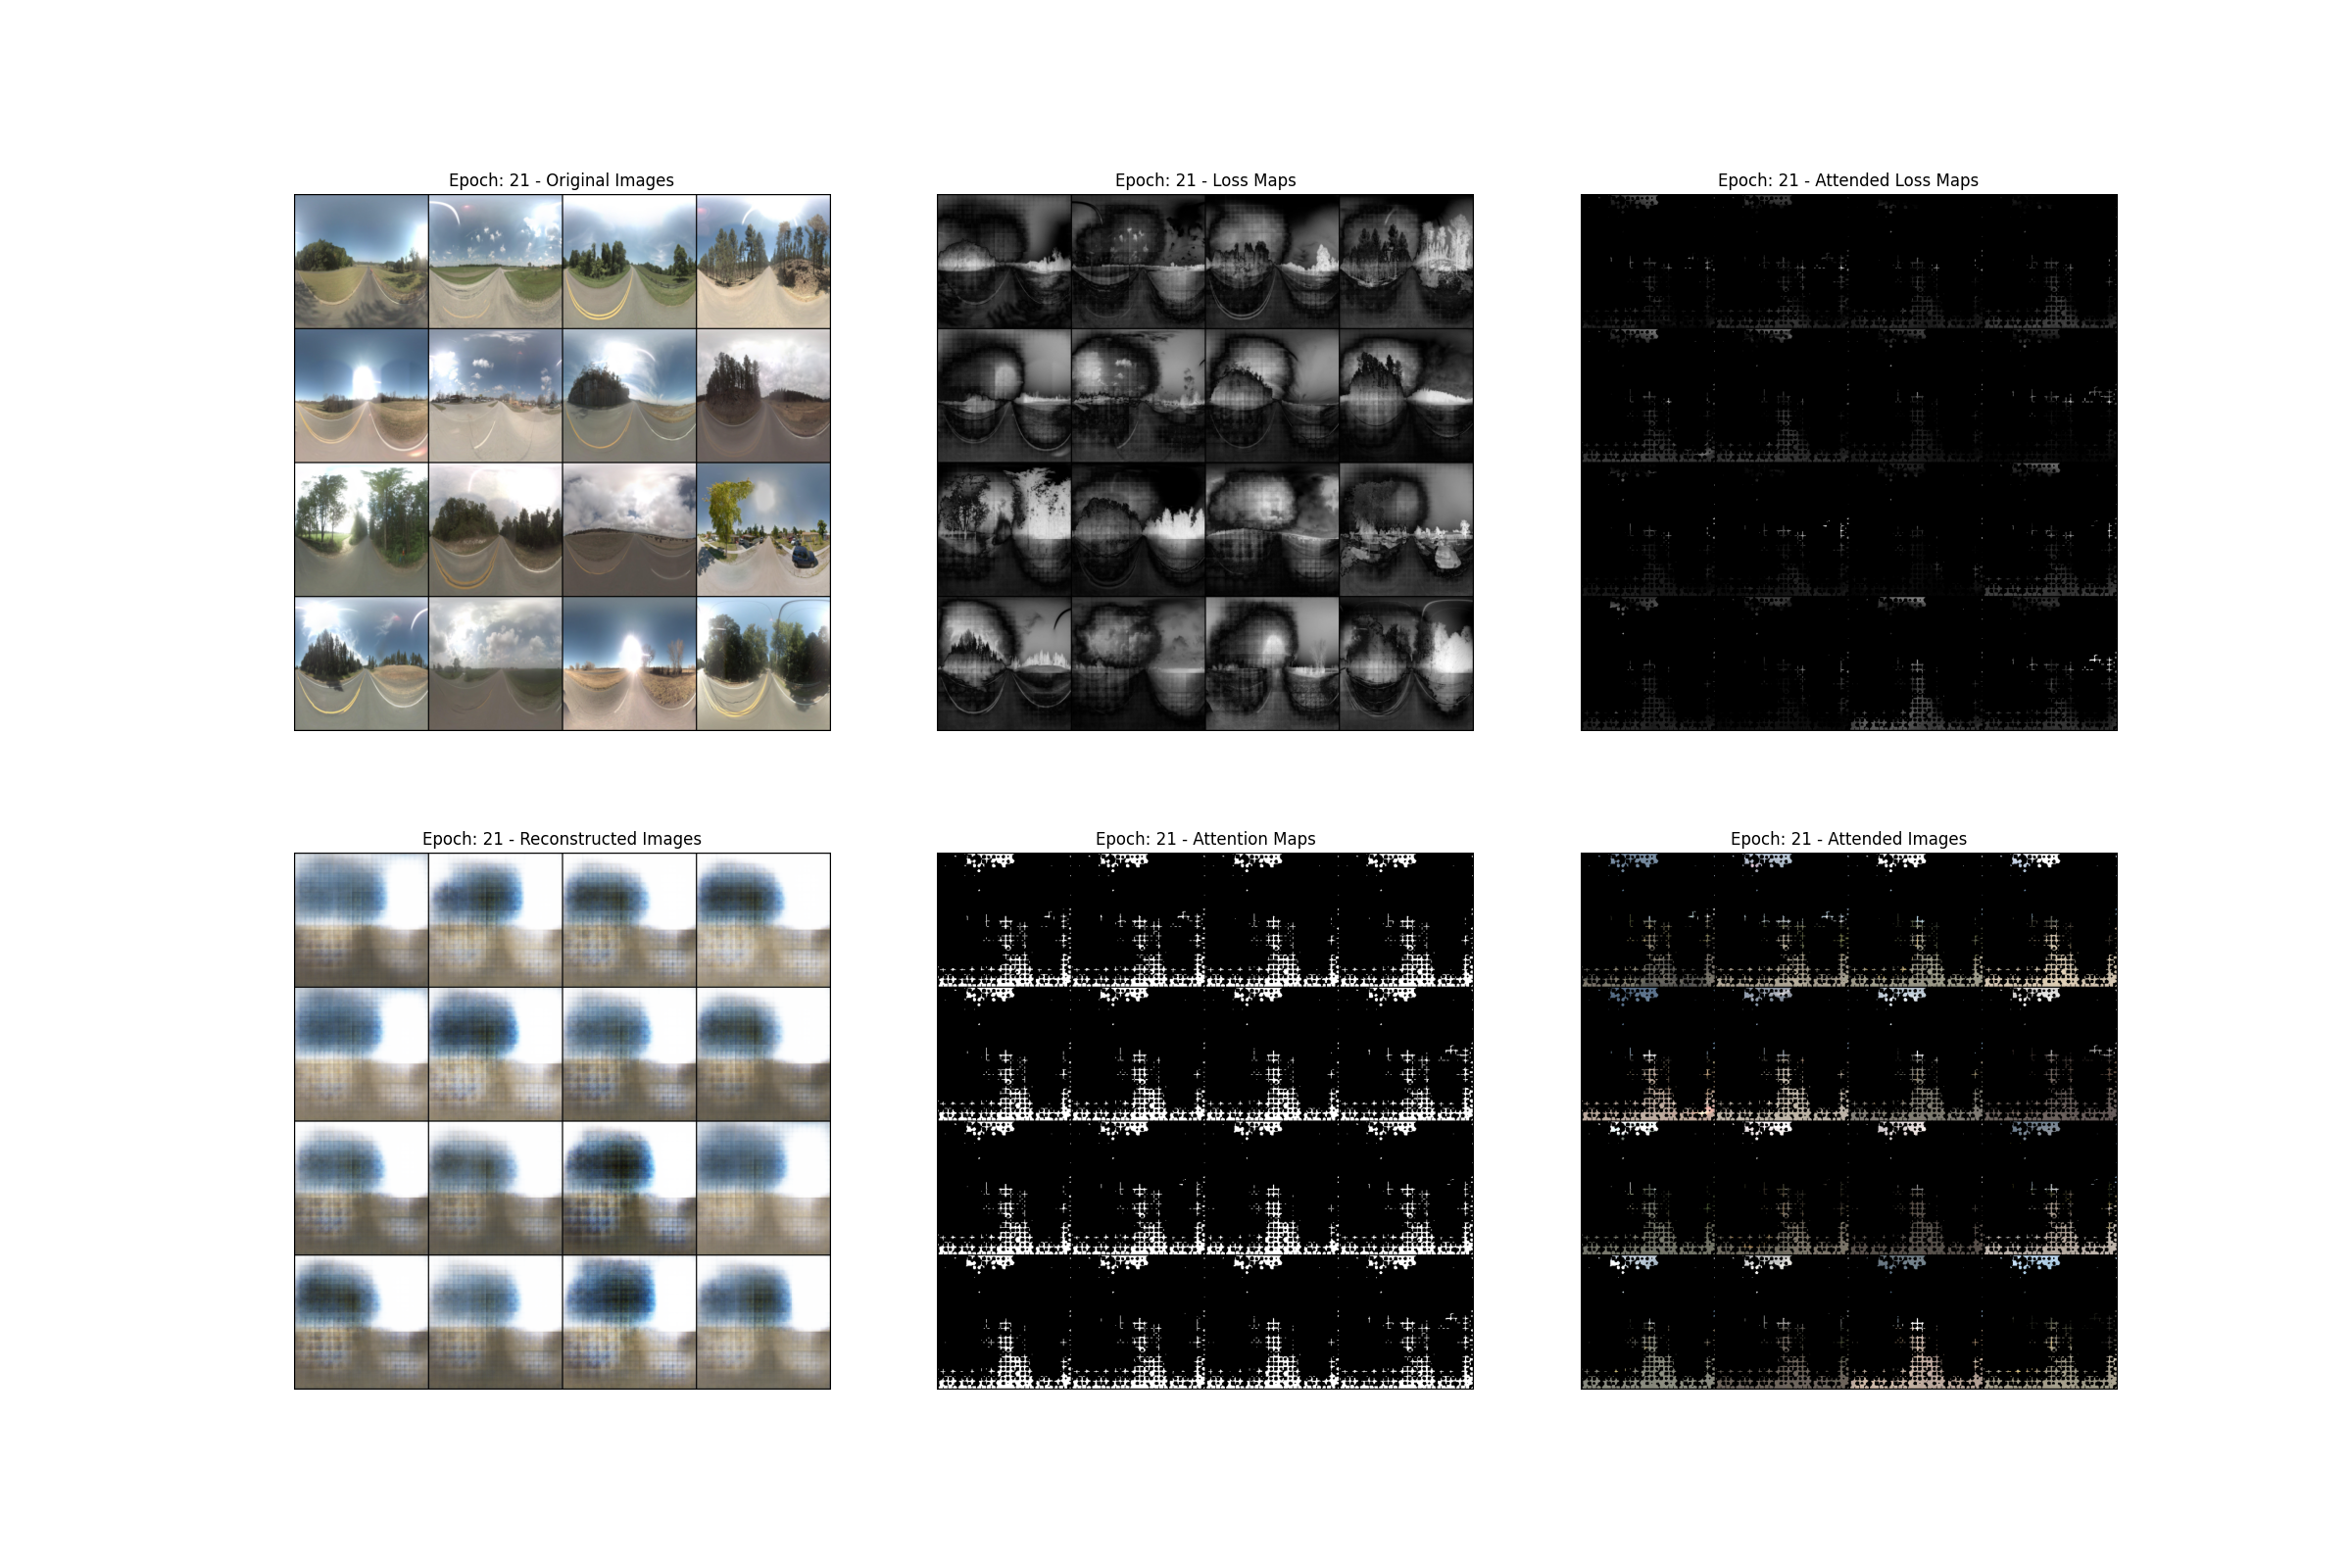 Epoch: 21 - Original Images
Epoch: 21 - Loss Maps
Epoch: 21 - Attended Loss Maps
Epoch: 21 - Reconstructed Images
Epoch: 21 - Attention Maps
Epoch: 21 - Attended Images